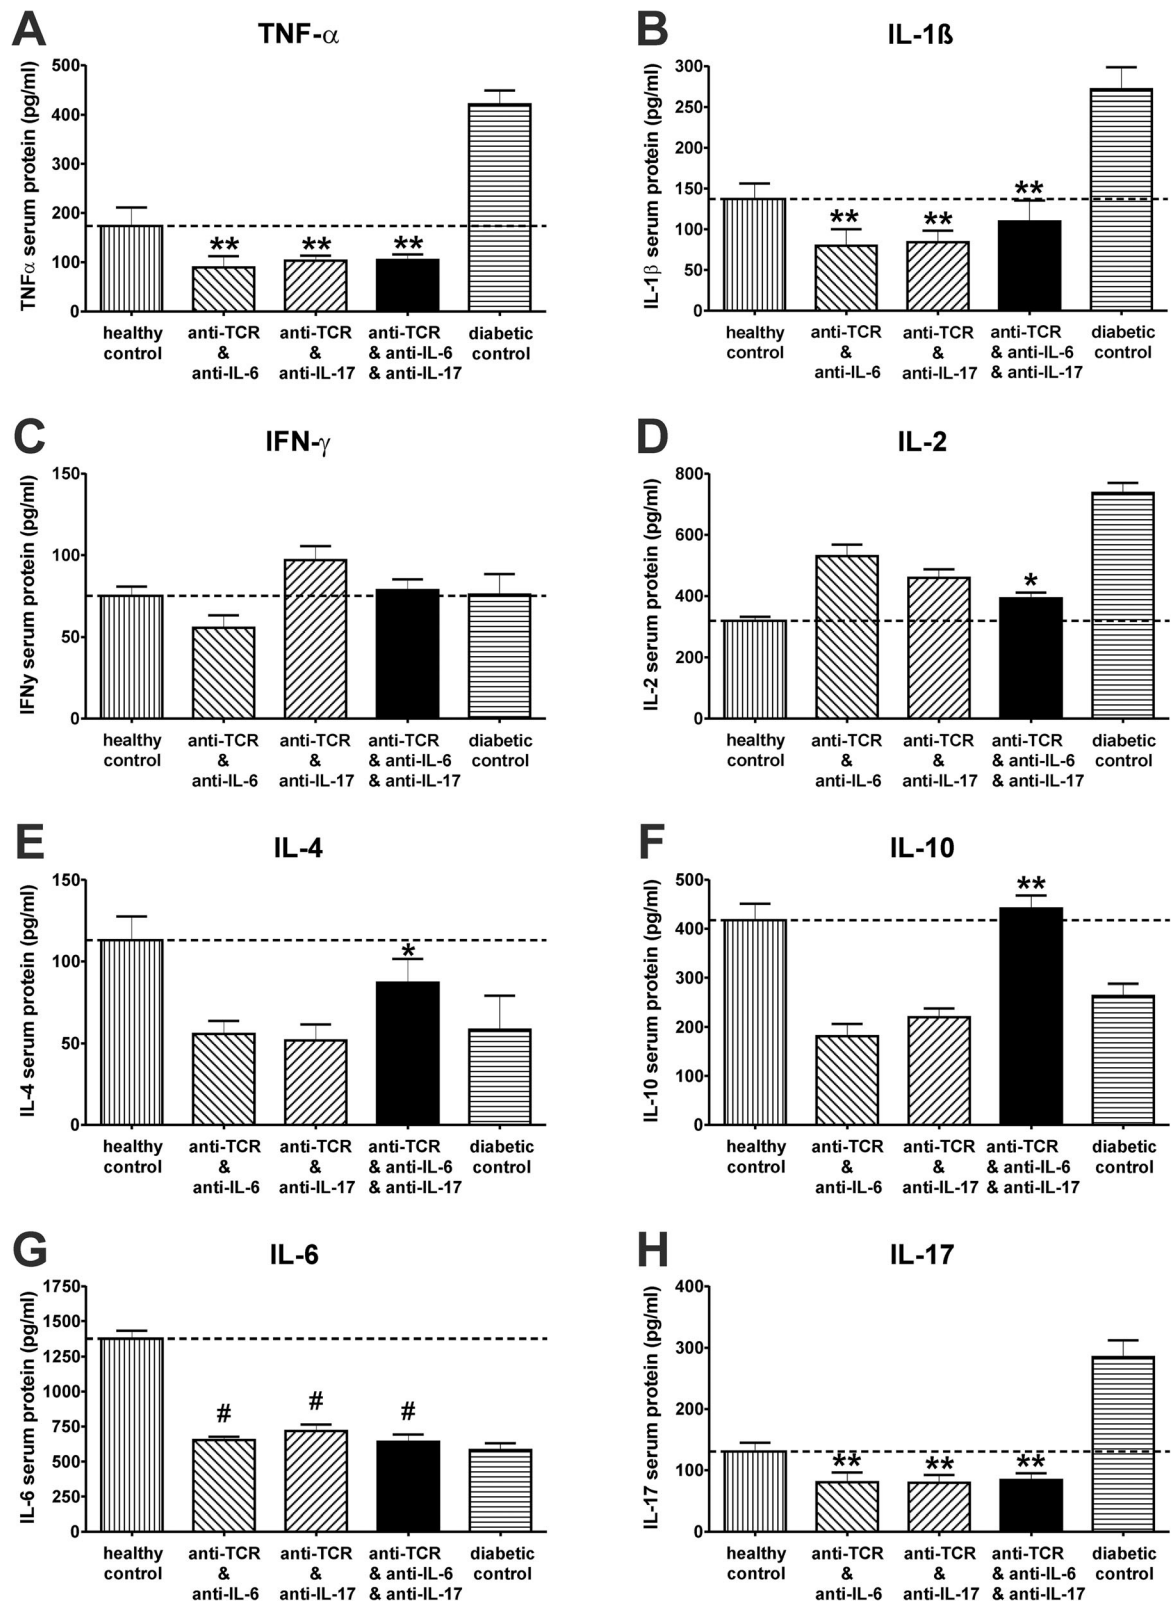 A
TNF-α
TNFα serum protein (pg/ml)
500
400
300
200
100
0
** ** **
healthy control
anti-TCR & anti-IL-6
anti-TCR & anti-IL-17
anti-TCR & anti-IL-6 & anti-IL-17
diabetic control
B
IL-1ß
IL-1β serum protein (pg/ml)
300
250
200
150
100
50
0
** ** **
healthy control
anti-TCR & anti-IL-6
anti-TCR & anti-IL-17
anti-TCR & anti-IL-6 & anti-IL-17
diabetic control
C
IFN-γ
IFNy serum protein (pg/ml)
150
100
50
0
healthy control
anti-TCR & anti-IL-6
anti-TCR & anti-IL-17
anti-TCR & anti-IL-6 & anti-IL-17
diabetic control
D
IL-2
IL-2 serum protein (pg/ml)
800
600
400
200
0
*
healthy control
anti-TCR & anti-IL-6
anti-TCR & anti-IL-17
anti-TCR & anti-IL-6 & anti-IL-17
diabetic control
E
IL-4
IL-4 serum protein (pg/ml)
150
100
50
0
*
healthy control
anti-TCR & anti-IL-6
anti-TCR & anti-IL-17
anti-TCR & anti-IL-6 & anti-IL-17
diabetic control
F
IL-10
IL-10 serum protein (pg/ml)
500
400
300
200
100
0
**
healthy control
anti-TCR & anti-IL-6
anti-TCR & anti-IL-17
anti-TCR & anti-IL-6 & anti-IL-17
diabetic control
G
IL-6
IL-6 serum protein (pg/ml)
1750
1500
1250
1000
750
500
250
0
# # #
healthy control
anti-TCR & anti-IL-6
anti-TCR & anti-IL-17
anti-TCR & anti-IL-6 & anti-IL-17
diabetic control
H
IL-17
IL-17 serum protein (pg/ml)
400
300
200
100
0
** ** **
healthy control
anti-TCR & anti-IL-6
anti-TCR & anti-IL-17
anti-TCR & anti-IL-6 & anti-IL-17
diabetic control